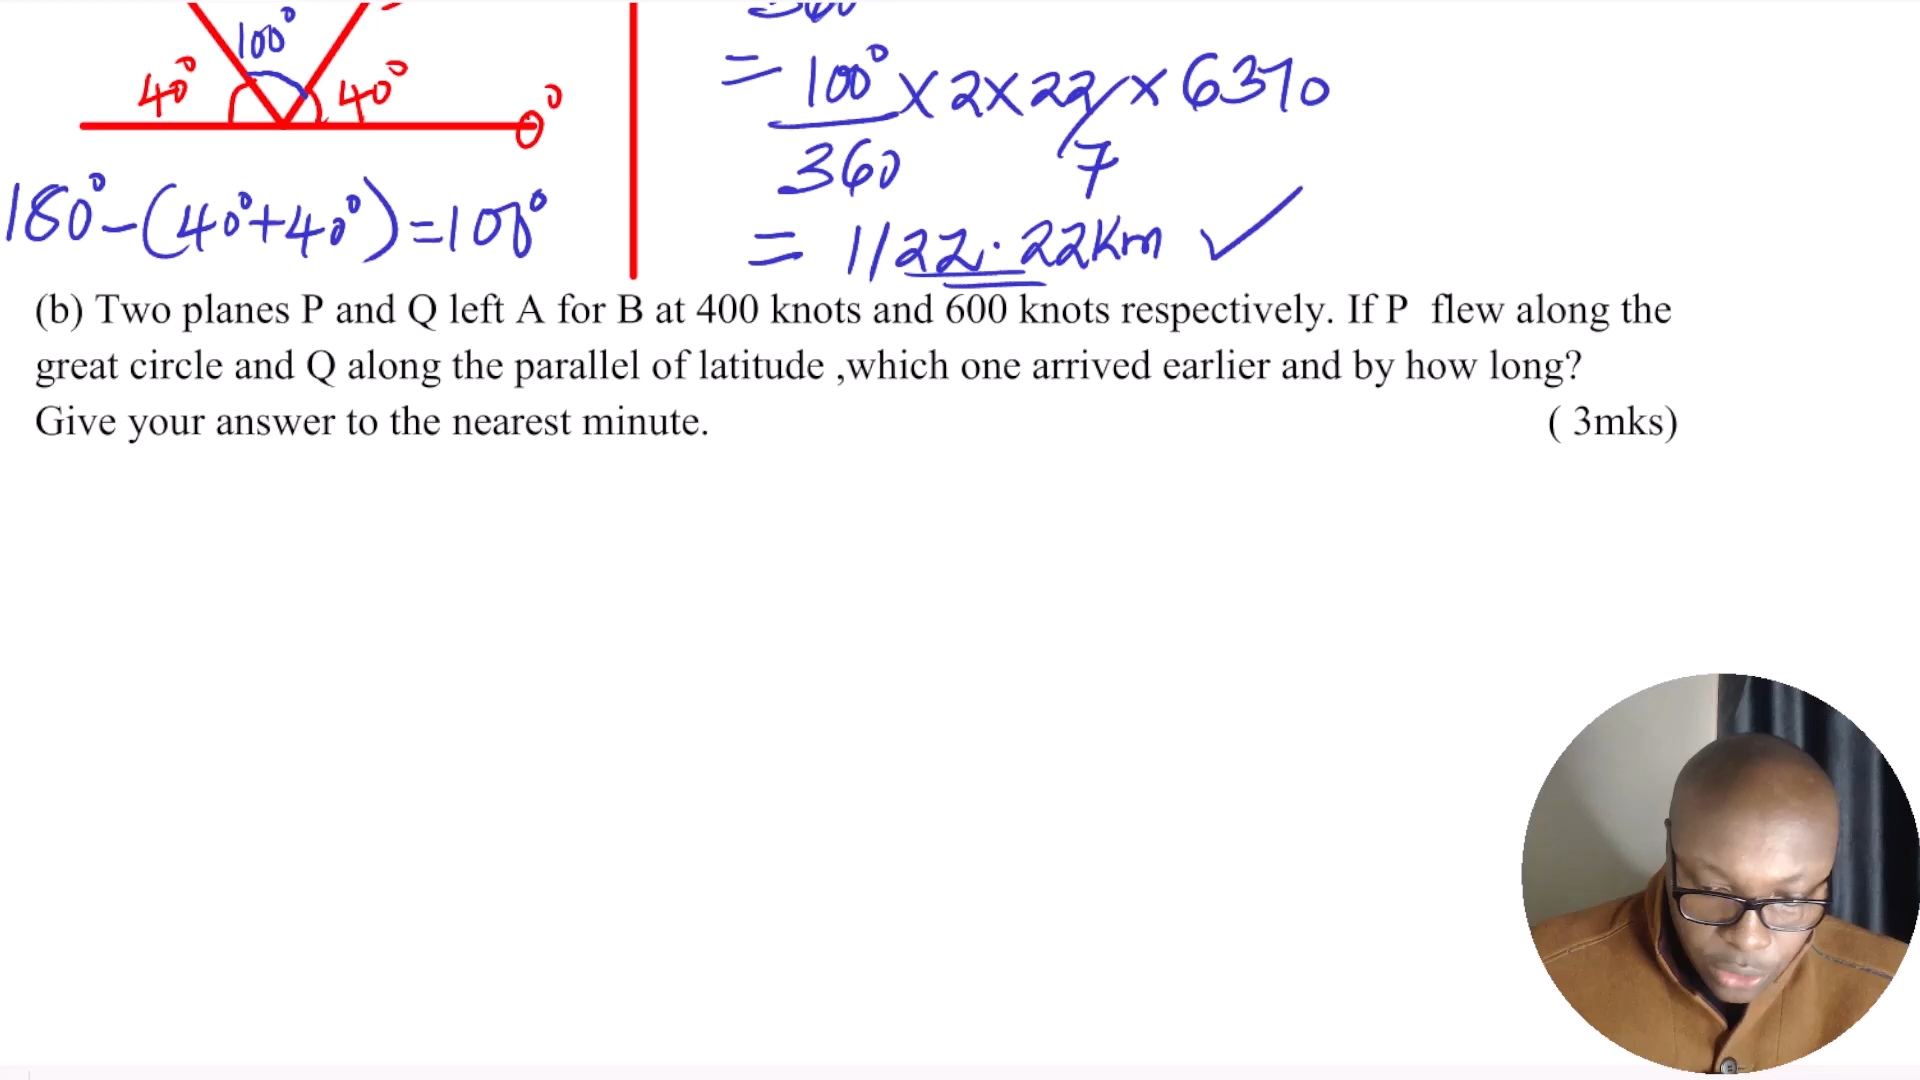 100°
40° 40° 0°
180° - (40° + 40°) = 100°
= 100° × 2 × 22/7 × 6370
360
= 1122.22Km ✓
(b) Two planes P and Q left A for B at 400 knots and 600 knots respectively. If P flew along the
great circle and Q along the parallel of latitude ,which one arrived earlier and by how long?
Give your answer to the nearest minute. ( 3mks)